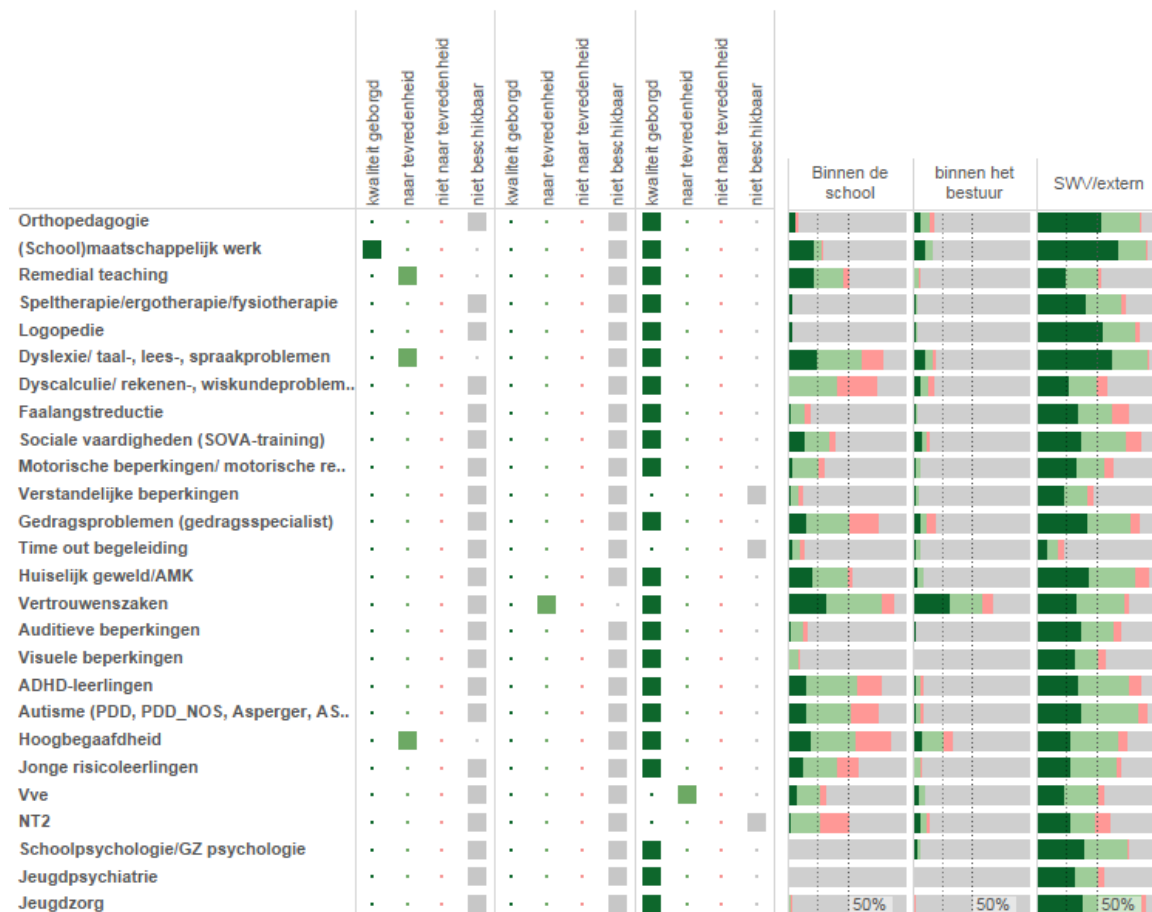 kwaliteit geborgd
naar tevredenheid
niet naar tevredenheid
niet beschikbaar
kwaliteit geborgd
naar tevredenheid
niet naar tevredenheid
niet beschikbaar
kwaliteit geborgd
naar tevredenheid
niet naar tevredenheid
niet beschikbaar
Binnen de
school
binnen het
bestuur
SWV/extern
Orthopedagogie
(School)maatschappelijk werk
Remedial teaching
Speltherapie/ergotherapie/fysiotherapie
Logopedie
Dyslexie/ taal-, lees-, spraakproblemen
Dyscalculie/ rekenen-, wiskundeproblem..
Faalangstreductie
Sociale vaardigheden (SOVA-training)
Motorische beperkingen/ motorische re..
Verstandelijke beperkingen
Gedragsproblemen (gedragsspecialist)
Time out begeleiding
Huiselijk geweld/AMK
Vertrouwenszaken
Auditieve beperkingen
Visuele beperkingen
ADHD-leerlingen
Autisme (PDD, PDD_NOS, Asperger, AS..
Hoogbegaafdheid
Jonge risicoleerlingen
Vve
NT2
Schoolpsychologie/GZ psychologie
Jeugdpsychiatrie
Jeugdzorg 50% 50% 50%